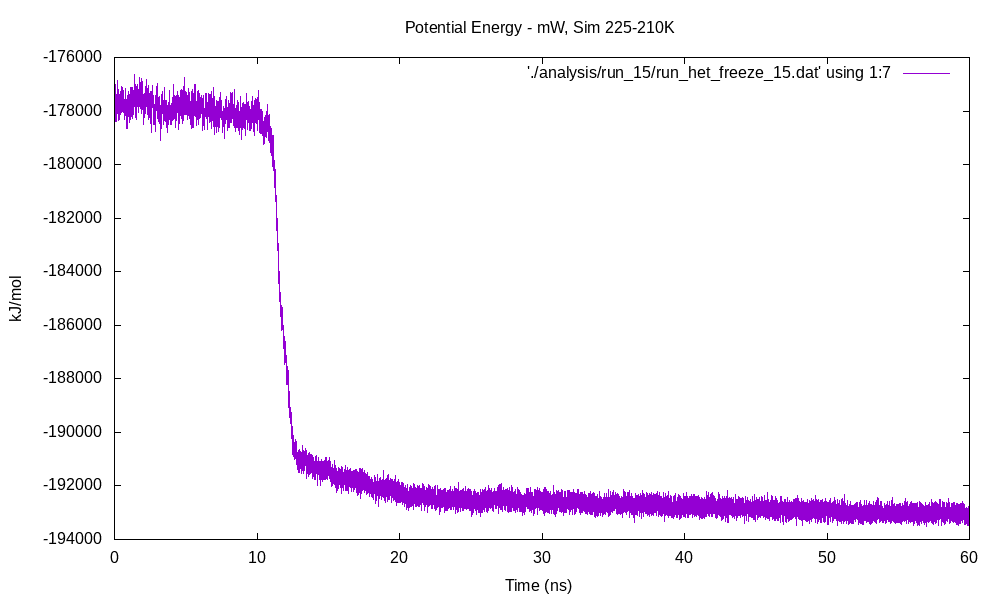 Potential Energy - mW, Sim 225-210K
'./analysis/run_15/run_het_freeze_15.dat' using 1:7
-176000
-178000
-180000
-182000
-184000
-186000
-188000
-190000
-192000
-194000
kJ/mol
0 10 20 30 40 50 60
Time (ns)